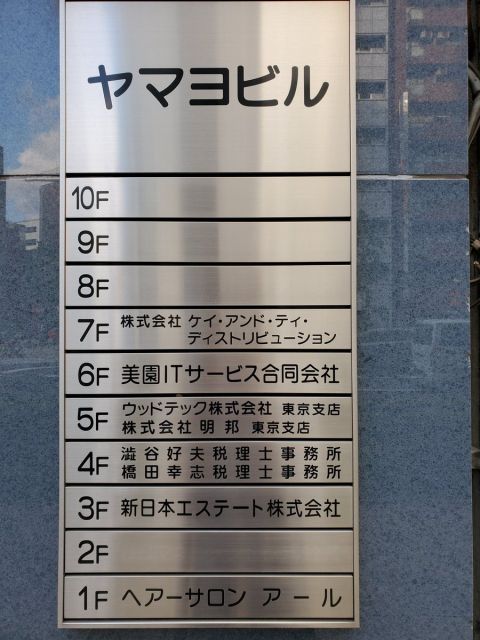 ヤマヨビル
10F
9F
8F
7F 株式会社 ケイ・アンド・ティ・
ディストリビューション
6F 美園ITサービス合同会社
5F ウッドテック株式会社 東京支店
株式会社 明邦 東京支店
4F 澁谷好夫税理士事務所
橋田幸志税理士事務所
3F 新日本エステート株式会社
2F
1F ヘアーサロン アール